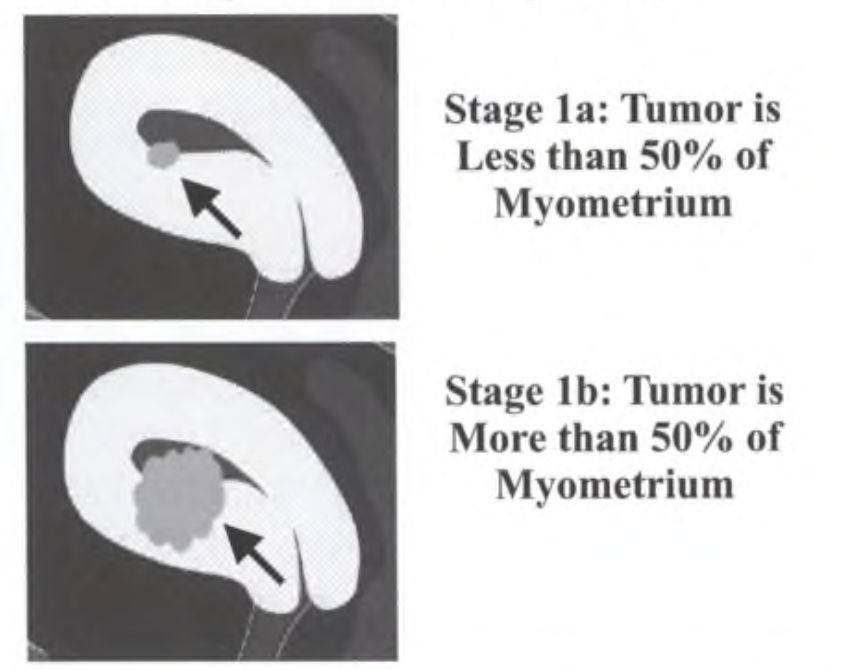 Stage 1a: Tumor is
Less than 50% of
Myometrium
Stage 1b: Tumor is
More than 50% of
Myometrium